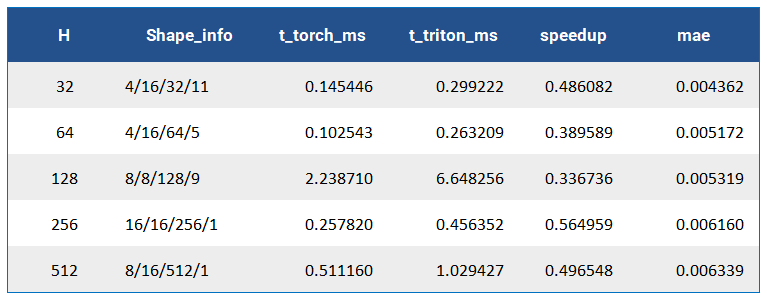 H Shape_info t_torch_ms t_triton_ms speedup mae
32 4/16/32/11 0.145446 0.299222 0.486082 0.004362
64 4/16/64/5 0.102543 0.263209 0.389589 0.005172
128 8/8/128/9 2.238710 6.648256 0.336736 0.005319
256 16/16/256/1 0.257820 0.456352 0.564959 0.006160
512 8/16/512/1 0.511160 1.029427 0.496548 0.006339